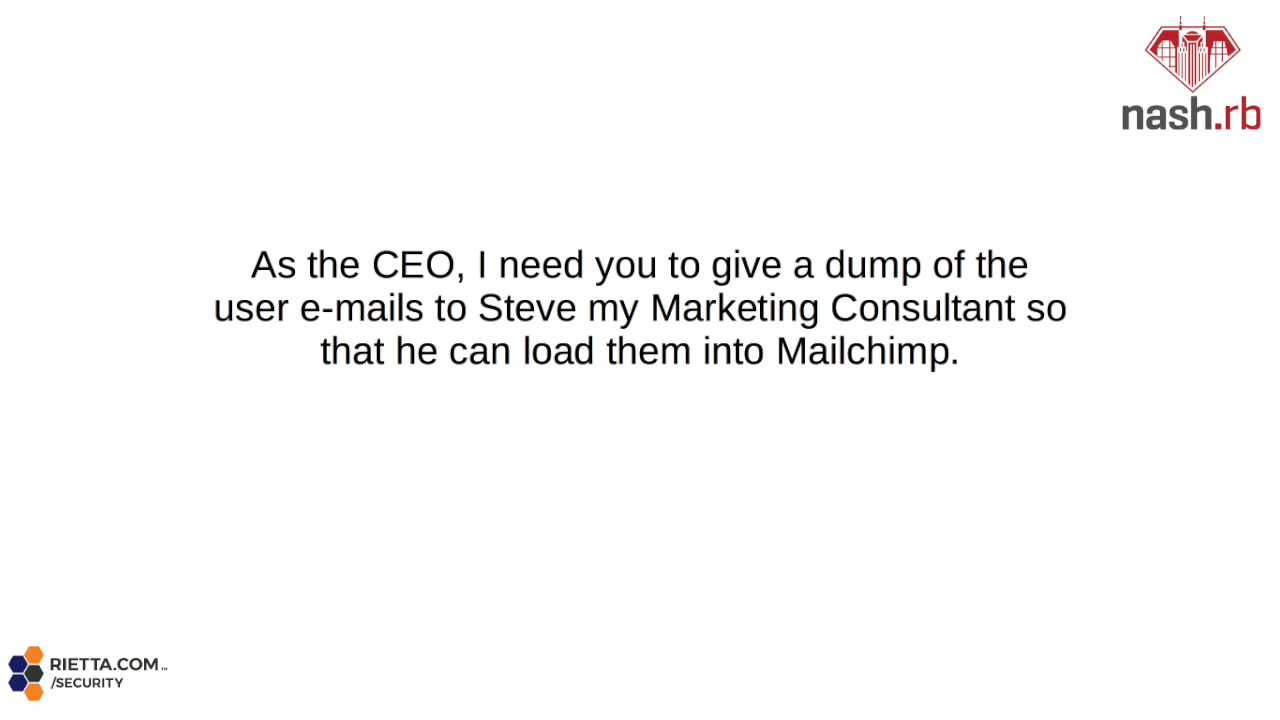 nash.rb
As the CEO, I need you to give a dump of the
user e-mails to Steve my Marketing Consultant so
that he can load them into Mailchimp.
RIETTA.COM™
/SECURITY